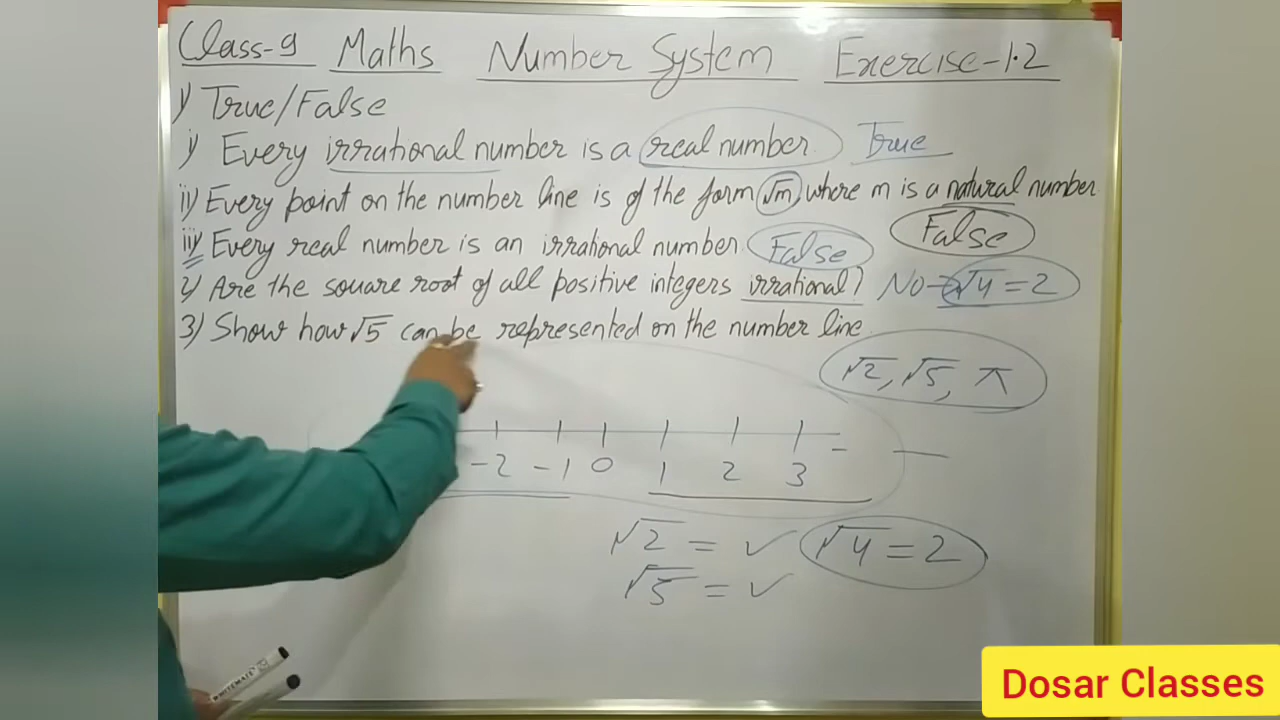 Class-9 Maths Number System Exercise-1.2
1) True/False
i) Every irrational number is a real number. True
ii) Every point on the number line is of the form √m, where m is a natural number
False
iii) Every real number is an irrational number. False
2) Are the square root of all positive integers irrational? No → √4 = 2
3) Show how √5 can be represented on the number line.
√2, √5, π
-2 -1 0 1 2 3
√2 = ✓ √4 = 2
√5 = ✓
WHITEMATE
Dosar Classes